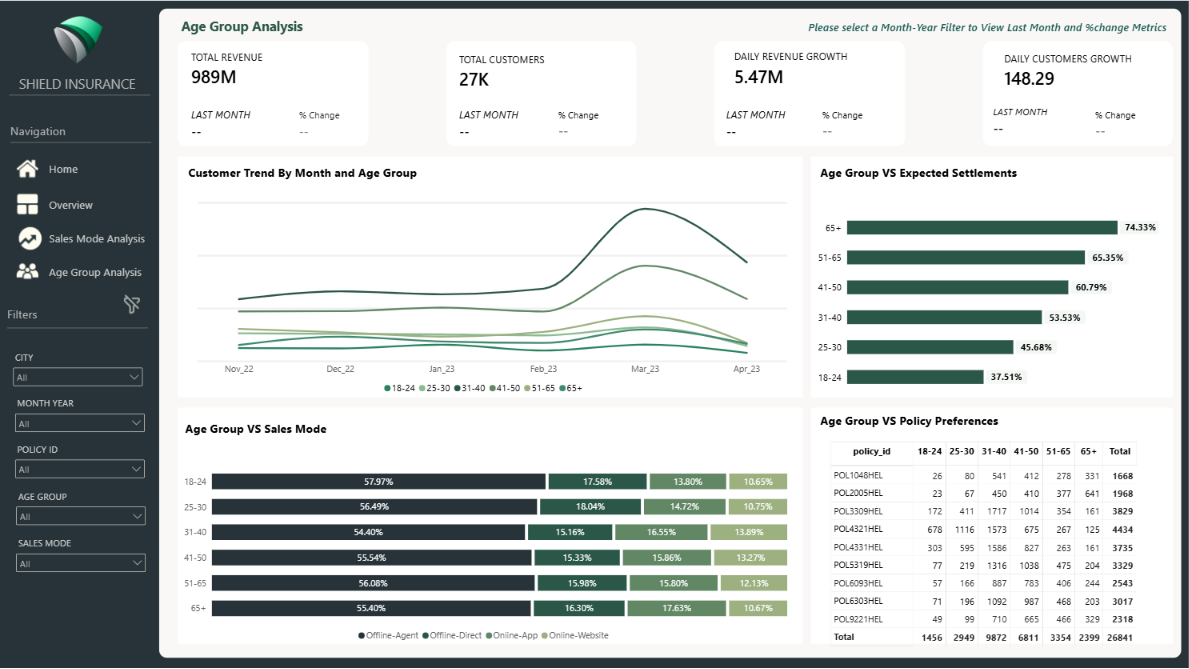 SHIELD INSURANCE
Navigation
Home
Overview
Sales Mode Analysis
Age Group Analysis
Filters
CITY
All
MONTH YEAR
All
POLICY ID
All
AGE GROUP
All
SALES MODE
All
Age Group Analysis
Please select a Month-Year Filter to View Last Month and %change Metrics
TOTAL REVENUE
989M
LAST MONTH % Change
-- --
TOTAL CUSTOMERS
27K
LAST MONTH % Change
-- --
DAILY REVENUE GROWTH
5.47M
LAST MONTH % Change
-- --
DAILY CUSTOMERS GROWTH
148.29
LAST MONTH % Change
-- --
Customer Trend By Month and Age Group
Nov_22 Dec_22 Jan_23 Feb_23 Mar_23 Apr_23
18-24 25-30 31-40 41-50 51-65 65+
Age Group VS Expected Settlements
65+ 74.33%
51-65 65.35%
41-50 60.79%
31-40 53.53%
25-30 45.68%
18-24 37.51%
Age Group VS Sales Mode
18-24 57.97% 17.58% 13.80% 10.65%
25-30 56.49% 18.04% 14.72% 10.75%
31-40 54.40% 15.16% 16.55% 13.89%
41-50 55.54% 15.33% 15.86% 13.27%
51-65 56.08% 15.98% 15.80% 12.13%
65+ 55.40% 16.30% 17.63% 10.67%
Offline-Agent Offline-Direct Online-App Online-Website
Age Group VS Policy Preferences
policy_id 18-24 25-30 31-40 41-50 51-65 65+ Total
POL1048HEL 26 80 541 412 278 331 1668
POL2005HEL 23 67 450 410 377 641 1968
POL3309HEL 172 411 1717 1014 354 161 3829
POL4321HEL 678 1116 1573 675 267 125 4434
POL4331HEL 303 595 1586 827 263 161 3735
POL5319HEL 77 219 1316 1038 475 204 3329
POL6093HEL 57 166 887 783 406 244 2543
POL6303HEL 71 196 1092 987 468 203 3017
POL9221HEL 49 99 710 665 466 329 2318
Total 1456 2949 9872 6811 3354 2399 26841